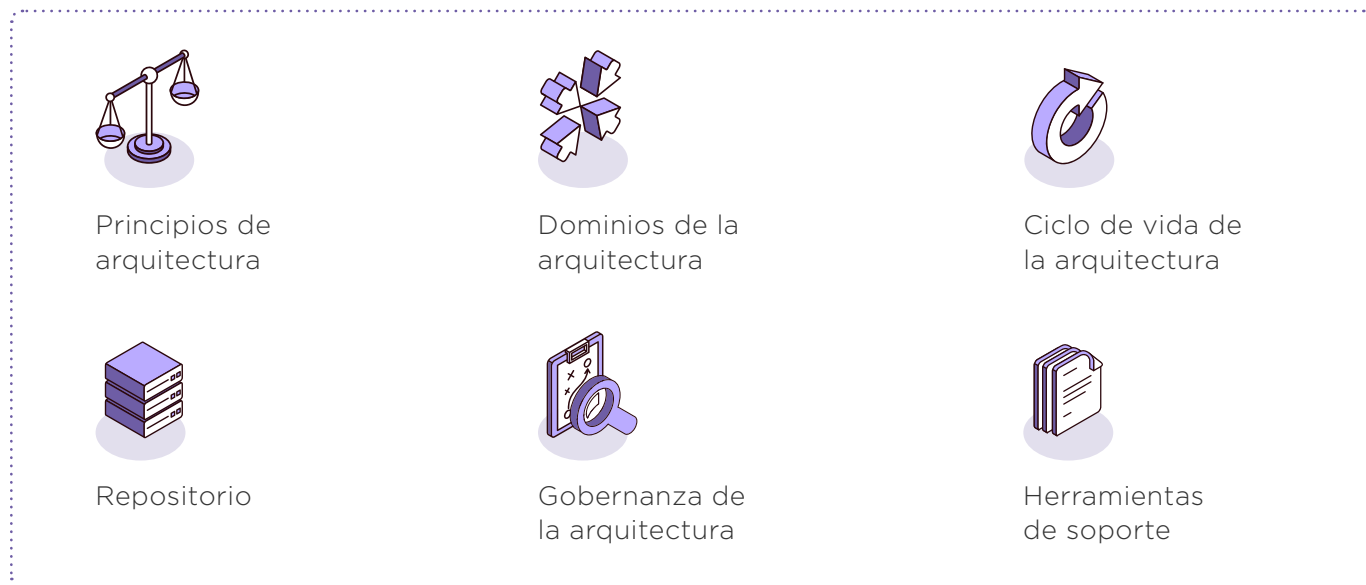 Principios de
arquitectura
Dominios de la
arquitectura
Ciclo de vida de
la arquitectura
Repositorio
Gobernanza de
la arquitectura
Herramientas
de soporte